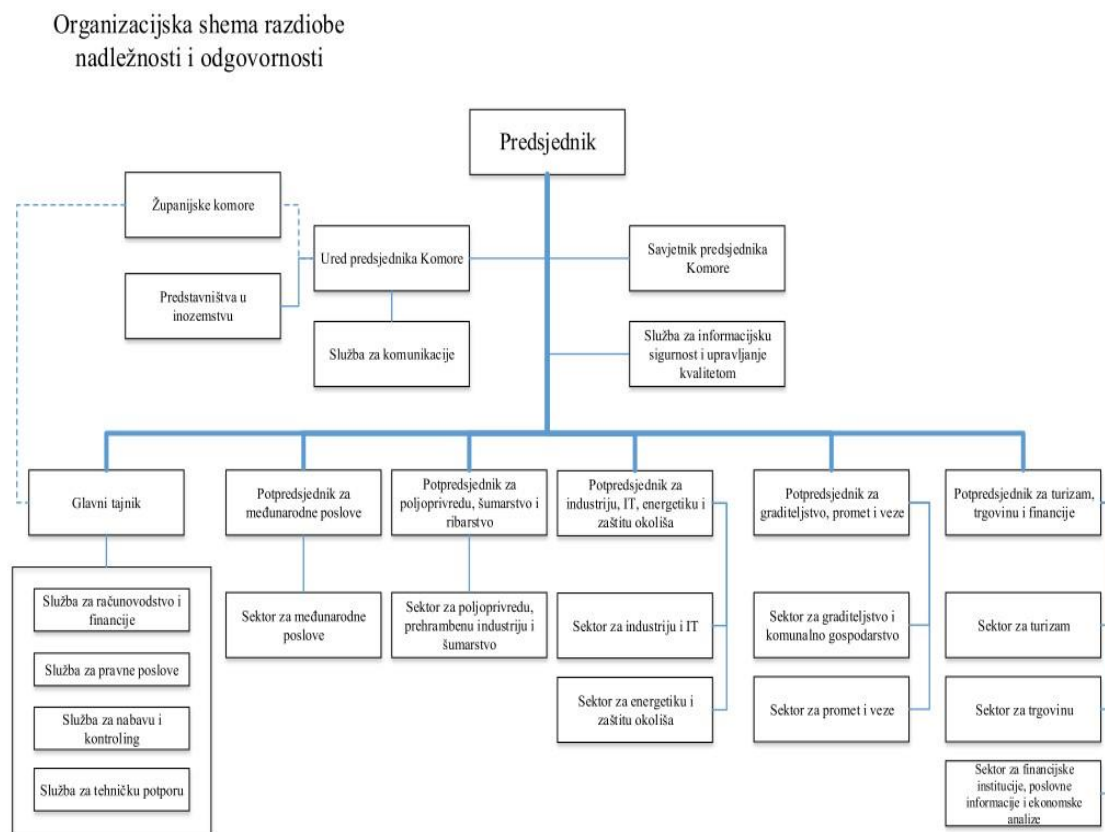 Organizacijska shema razdiobe
nadležnosti i odgovornosti
Predsjednik
Županijske komore
Ured predsjednika Komore
Savjetnik predsjednika
Komore
Predstavništva u
inozemstvu
Služba za komunikacije
Služba za informacijsku
sigurnost i upravljanje
kvalitetom
Glavni tajnik
Potpredsjednik za
međunarodne poslove
Potpredsjednik za
poljoprivredu, šumarstvo i
ribarstvo
Potpredsjednik za
industriju, IT, energetiku i
zaštitu okoliša
Potpredsjednik za
graditeljstvo, promet i veze
Potpredsjednik za turizam,
trgovinu i financije
Služba za računovodstvo i
financije
Služba za pravne poslove
Služba za nabavu i
kontroling
Služba za tehničku potporu
Sektor za međunarodne
poslove
Sektor za poljoprivredu,
prehrambenu industriju i
šumarstvo
Sektor za industriju i IT
Sektor za energetiku i
zaštitu okoliša
Sektor za graditeljstvo i
komunalno gospodarstvo
Sektor za promet i veze
Sektor za turizam
Sektor za trgovinu
Sektor za financijske
institucije, poslovne
informacije i ekonomske
analize